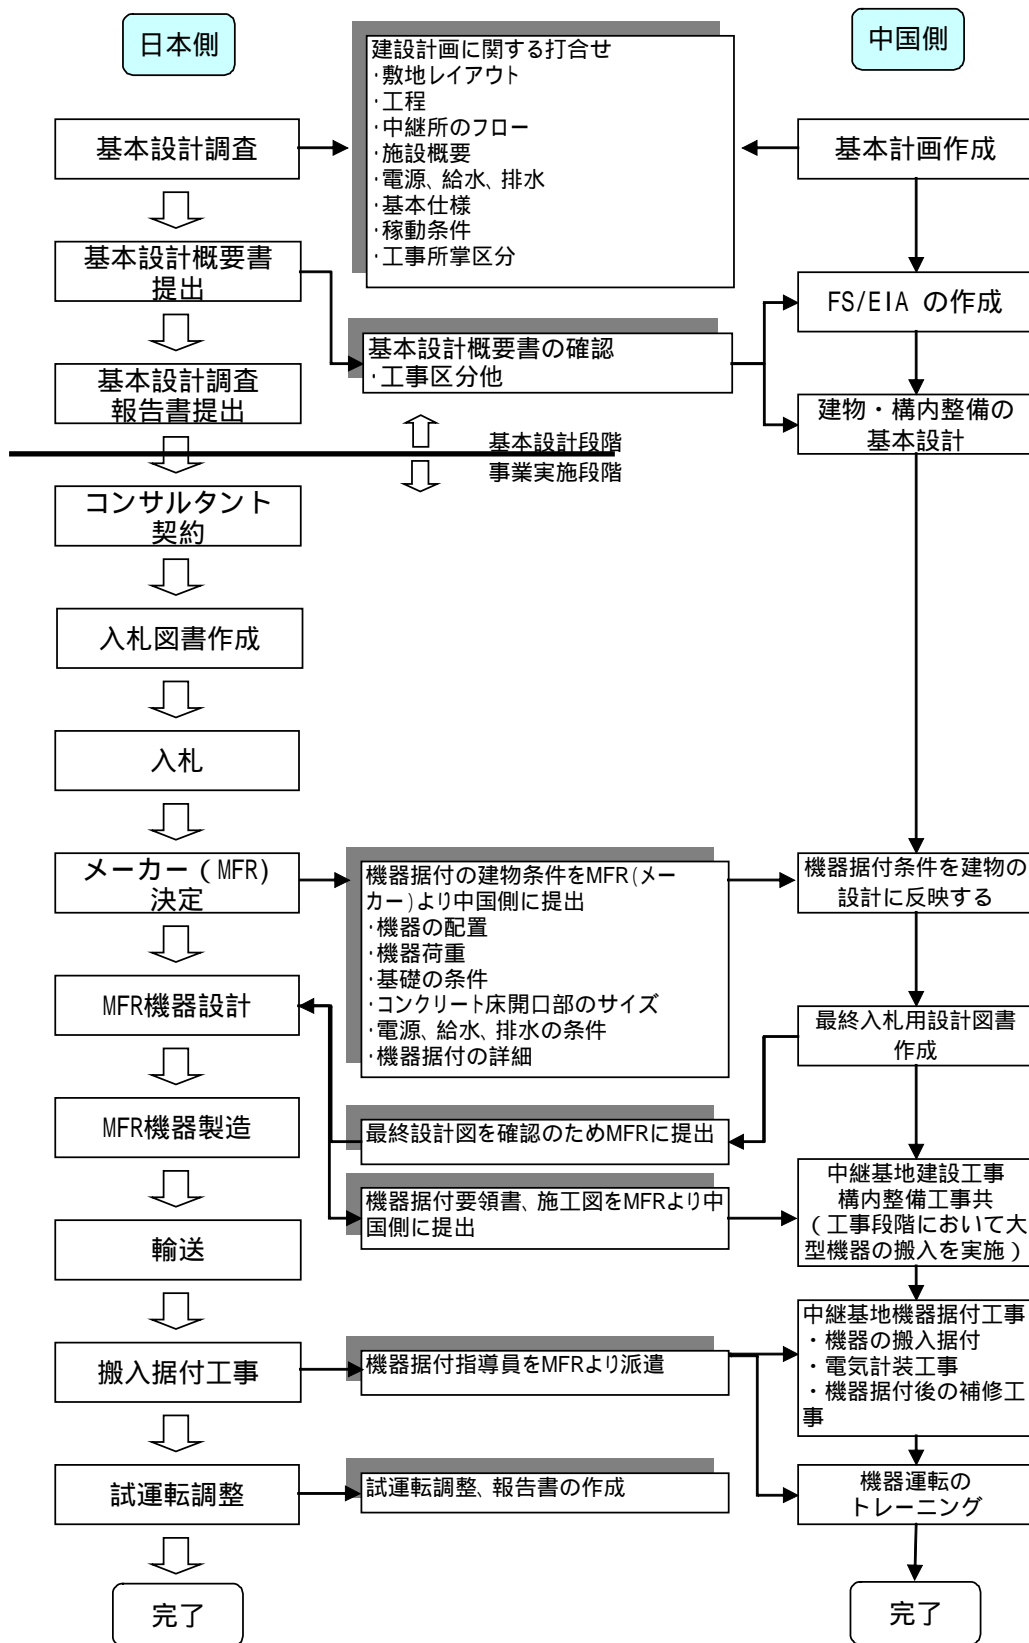 日本側
中国側
建設計画に関する打合せ
･敷地レイアウト
･工程
･中継所のフロー
･施設概要
･電源、給水、排水
･基本仕様
･稼動条件
･工事所掌区分
基本設計調査
基本計画作成
基本設計概要書
提出
FS/EIA の作成
基本設計概要書の確認
･工事区分他
基本設計調査
報告書提出
建物・構内整備の
基本設計
基本設計段階
事業実施段階
コンサルタント
契約
入札図書作成
入札
メーカー（MFR)
決定
機器据付の建物条件をMFR(メー
カー)より中国側に提出
･機器の配置
･機器荷重
･基礎の条件
･コンクリート床開口部のサイズ
･電源、給水、排水の条件
･機器据付の詳細
機器据付条件を建物の
設計に反映する
MFR機器設計
最終入札用設計図書
作成
MFR機器製造
最終設計図を確認のためMFRに提出
機器据付要領書、施工図をMFRより中
国側に提出
中継基地建設工事
構内整備工事共
（工事段階において大
型機器の搬入を実施）
輸送
中継基地機器据付工事
・機器の搬入据付
・電気計装工事
・機器据付後の補修工
事
搬入据付工事
機器据付指導員をMFRより派遣
試運転調整
試運転調整、報告書の作成
機器運転の
トレーニング
完了
完了